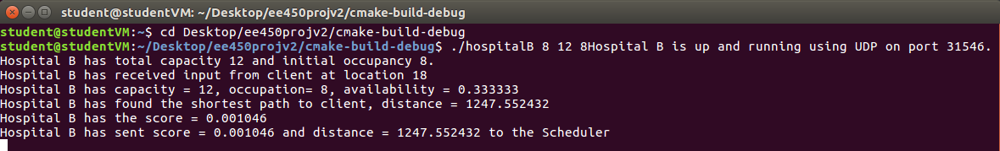 student@studentVM: ~/Desktop/ee450projv2/cmake-build-debug
student@studentVM:~$ cd Desktop/ee450projv2/cmake-build-debug
student@studentVM:~/Desktop/ee450projv2/cmake-build-debug$ ./hospitalB 8 12 8Hospital B is up and running using UDP on port 31546.
Hospital B has total capacity 12 and initial occupancy 8.
Hospital B has received input from client at location 18
Hospital B has capacity = 12, occupation= 8, availability = 0.333333
Hospital B has found the shortest path to client, distance = 1247.552432
Hospital B has the score = 0.001046
Hospital B has sent score = 0.001046 and distance = 1247.552432 to the Scheduler